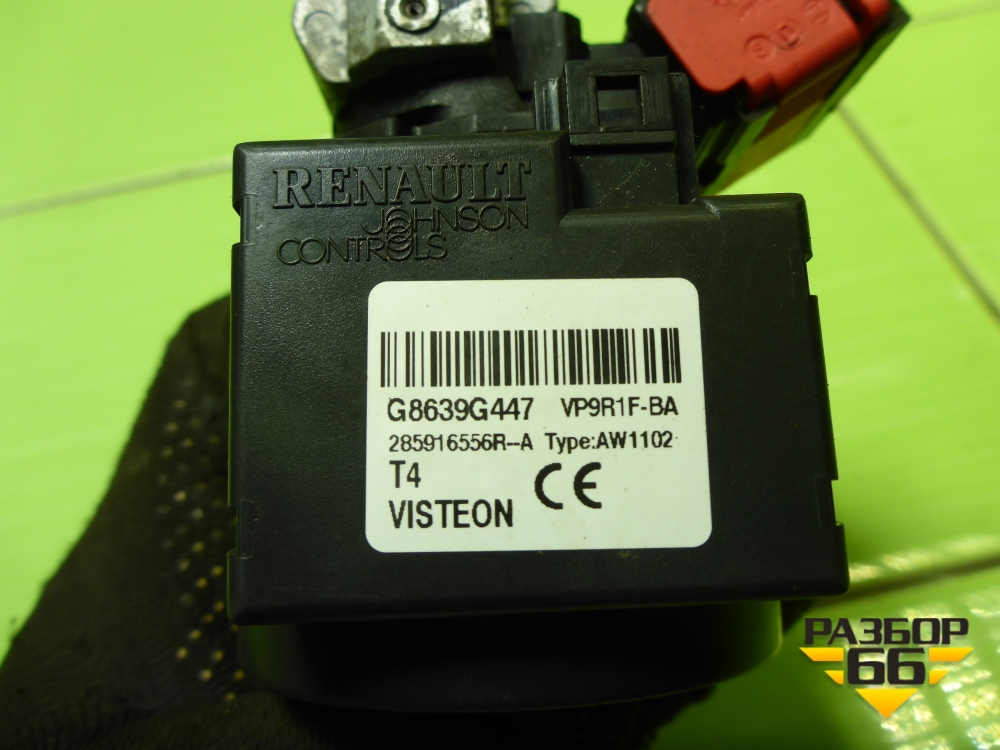 RENAULT
JOHNSON
CONTROLS
G8639G447 VP9R1F-BA
285916556R--A Type:AW1102
T4
CE
VISTEON
РАЗБОР
66